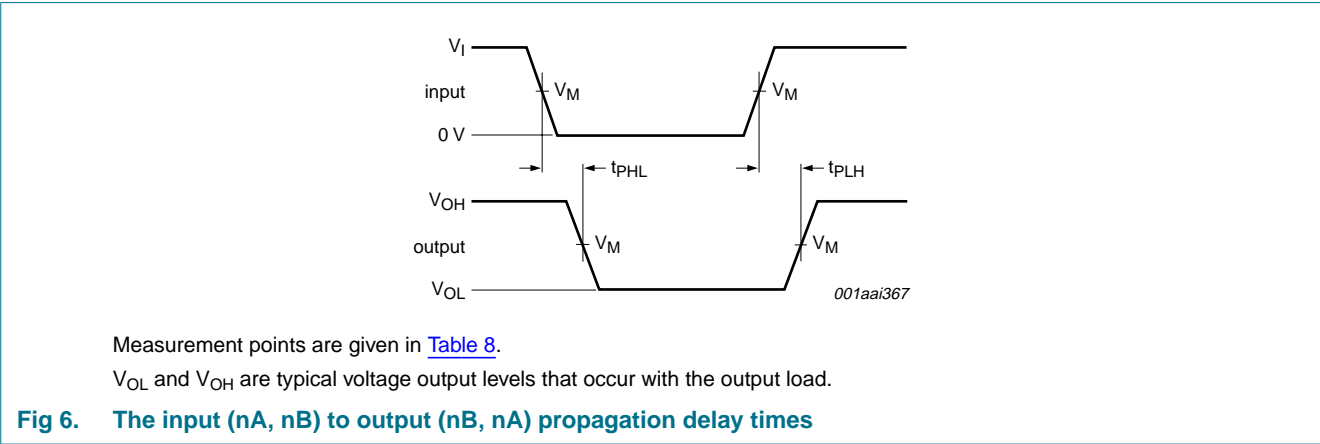 V_I
input
V_M
V_M
0 V
t_PHL
t_PLH
V_OH
output
V_M
V_M
V_OL
001aai367
Measurement points are given in Table 8.
V_OL and V_OH are typical voltage output levels that occur with the output load.
Fig 6. The input (nA, nB) to output (nB, nA) propagation delay times